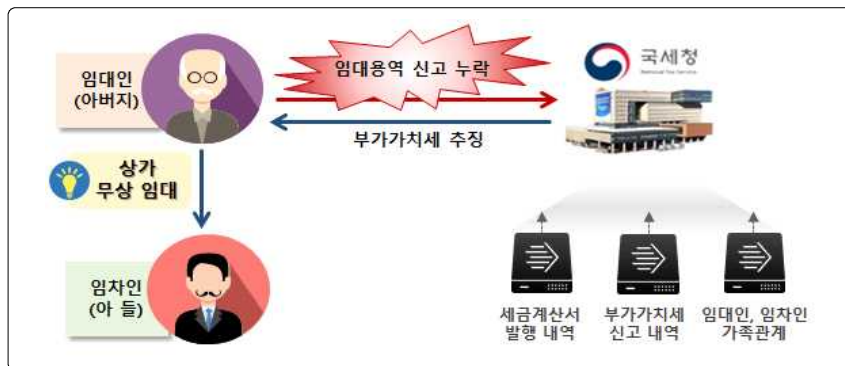 임대인
(아버지)
임대용역 신고 누락
국세청
National Tax Service
부가가치세 추징
상가
무상 임대
임차인
(아 들)
세금계산서
발행 내역
부가가치세
신고 내역
임대인, 임차인
가족관계